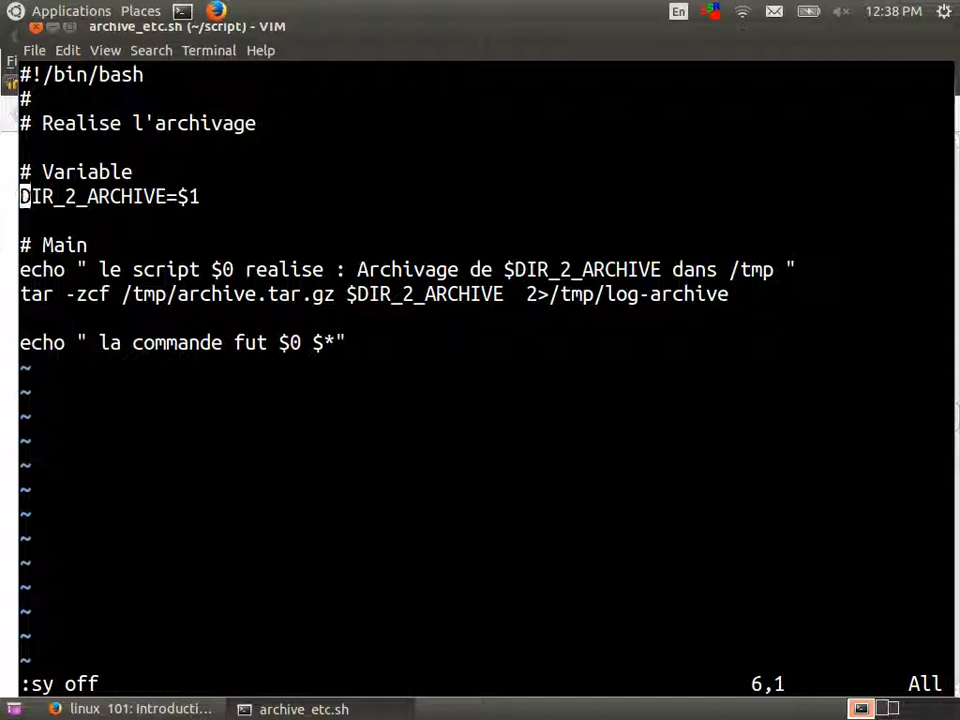 Applications Places En 12:38 PM
archive_etc.sh (~/script) - VIM
File Edit View Search Terminal Help
Fi
#!/bin/bash
#
# Realise l'archivage
# Variable
DIR_2_ARCHIVE=$1
# Main
echo " le script $0 realise : Archivage de $DIR_2_ARCHIVE dans /tmp "
tar -zcf /tmp/archive.tar.gz $DIR_2_ARCHIVE  2>/tmp/log-archive
echo " la commande fut $0 $*"
~
~
~
~
~
~
~
~
~
~
~
~
~
:sy off 6,1 All
linux_101: Introducti... archive_etc.sh